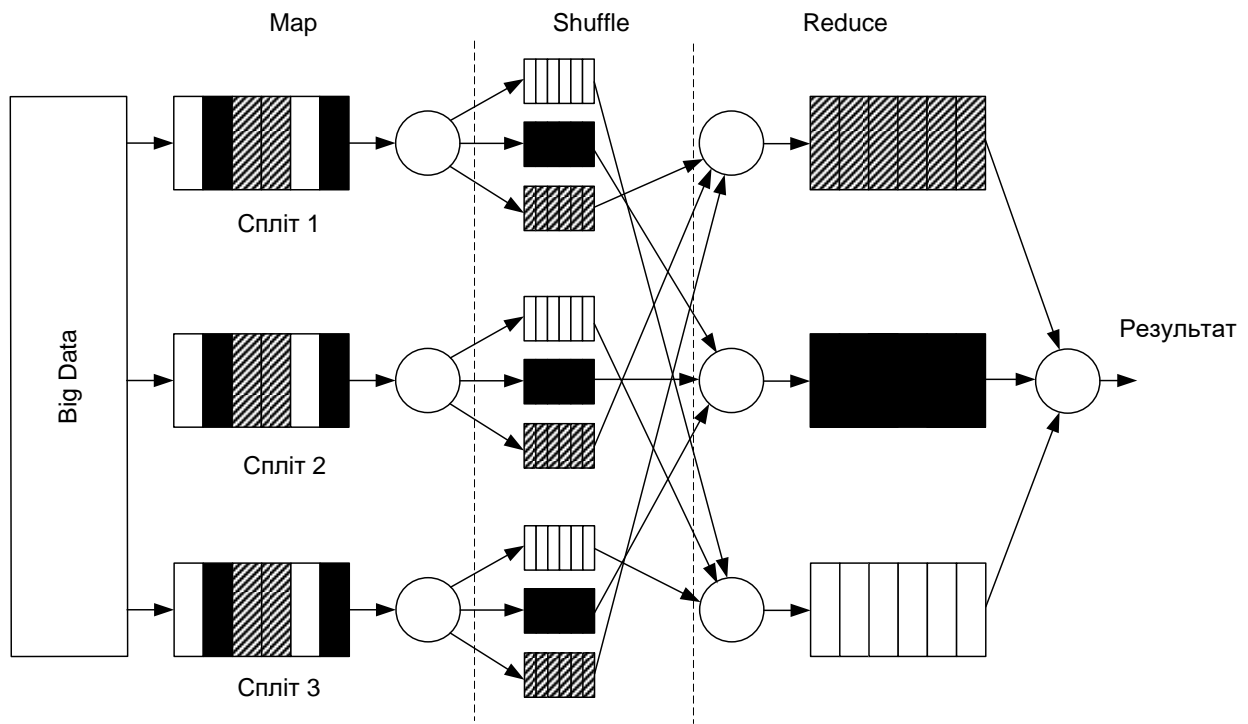 Map
Shuffle
Reduce
Big Data
Спліт 1
Спліт 2
Спліт 3
Результат